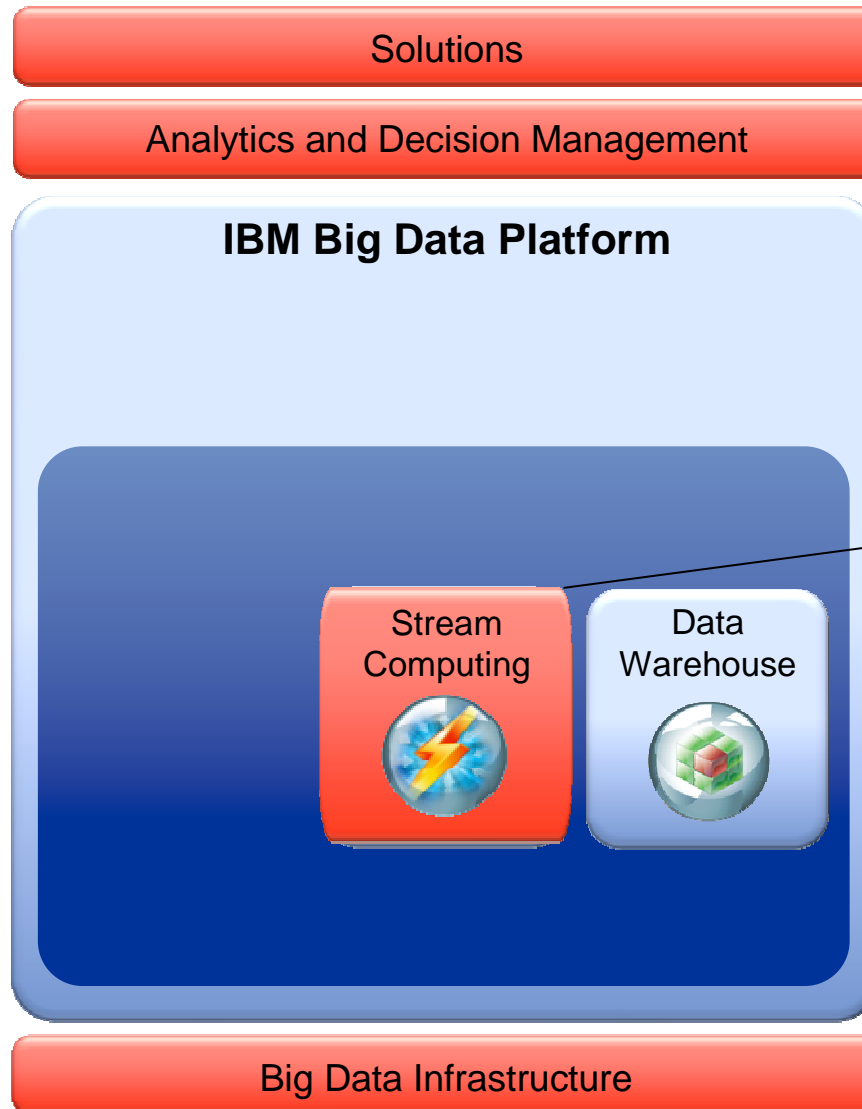 Solutions
Analytics and Decision Management
IBM Big Data Platform
Stream
Computing
Data
Warehouse
Big Data Infrastructure